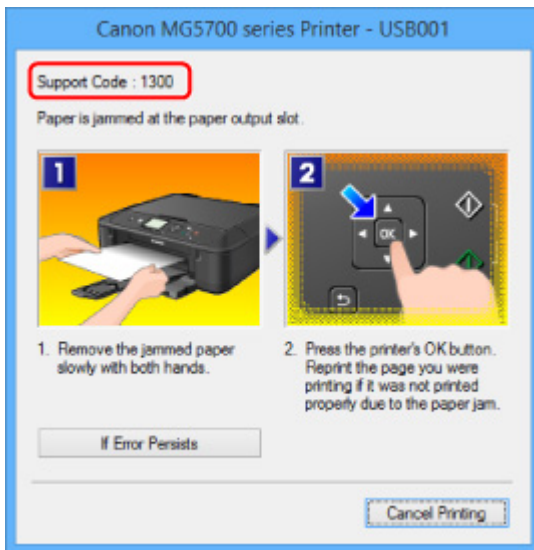 Canon MG5700 series Printer - USB001
Support Code : 1300
Paper is jammed at the paper output slot.
1
2
OK
1. Remove the jammed paper
slowly with both hands.
2. Press the printer's OK button.
Reprint the page you were
printing if it was not printed
properly due to the paper jam.
If Error Persists
Cancel Printing